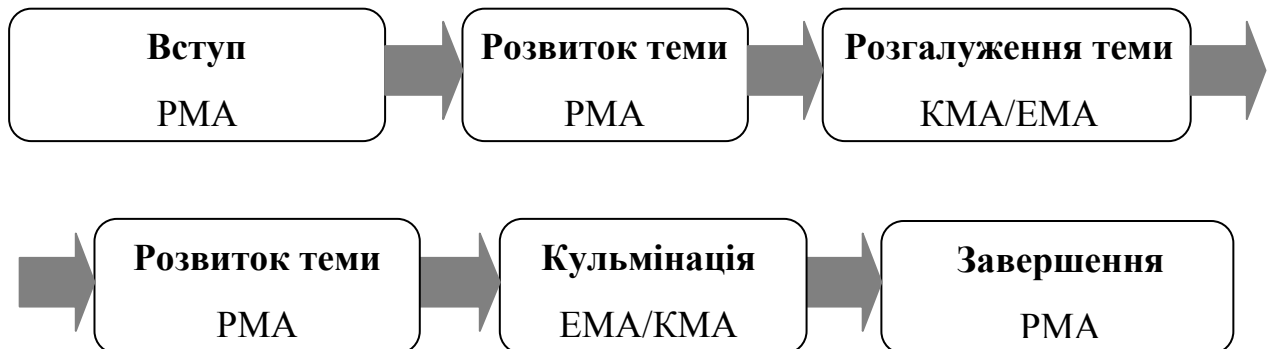 Вступ
РМА
Розвиток теми
РМА
Розгалуження теми
КМА/ЕМА
Розвиток теми
РМА
Кульмінація
ЕМА/КМА
Завершення
РМА